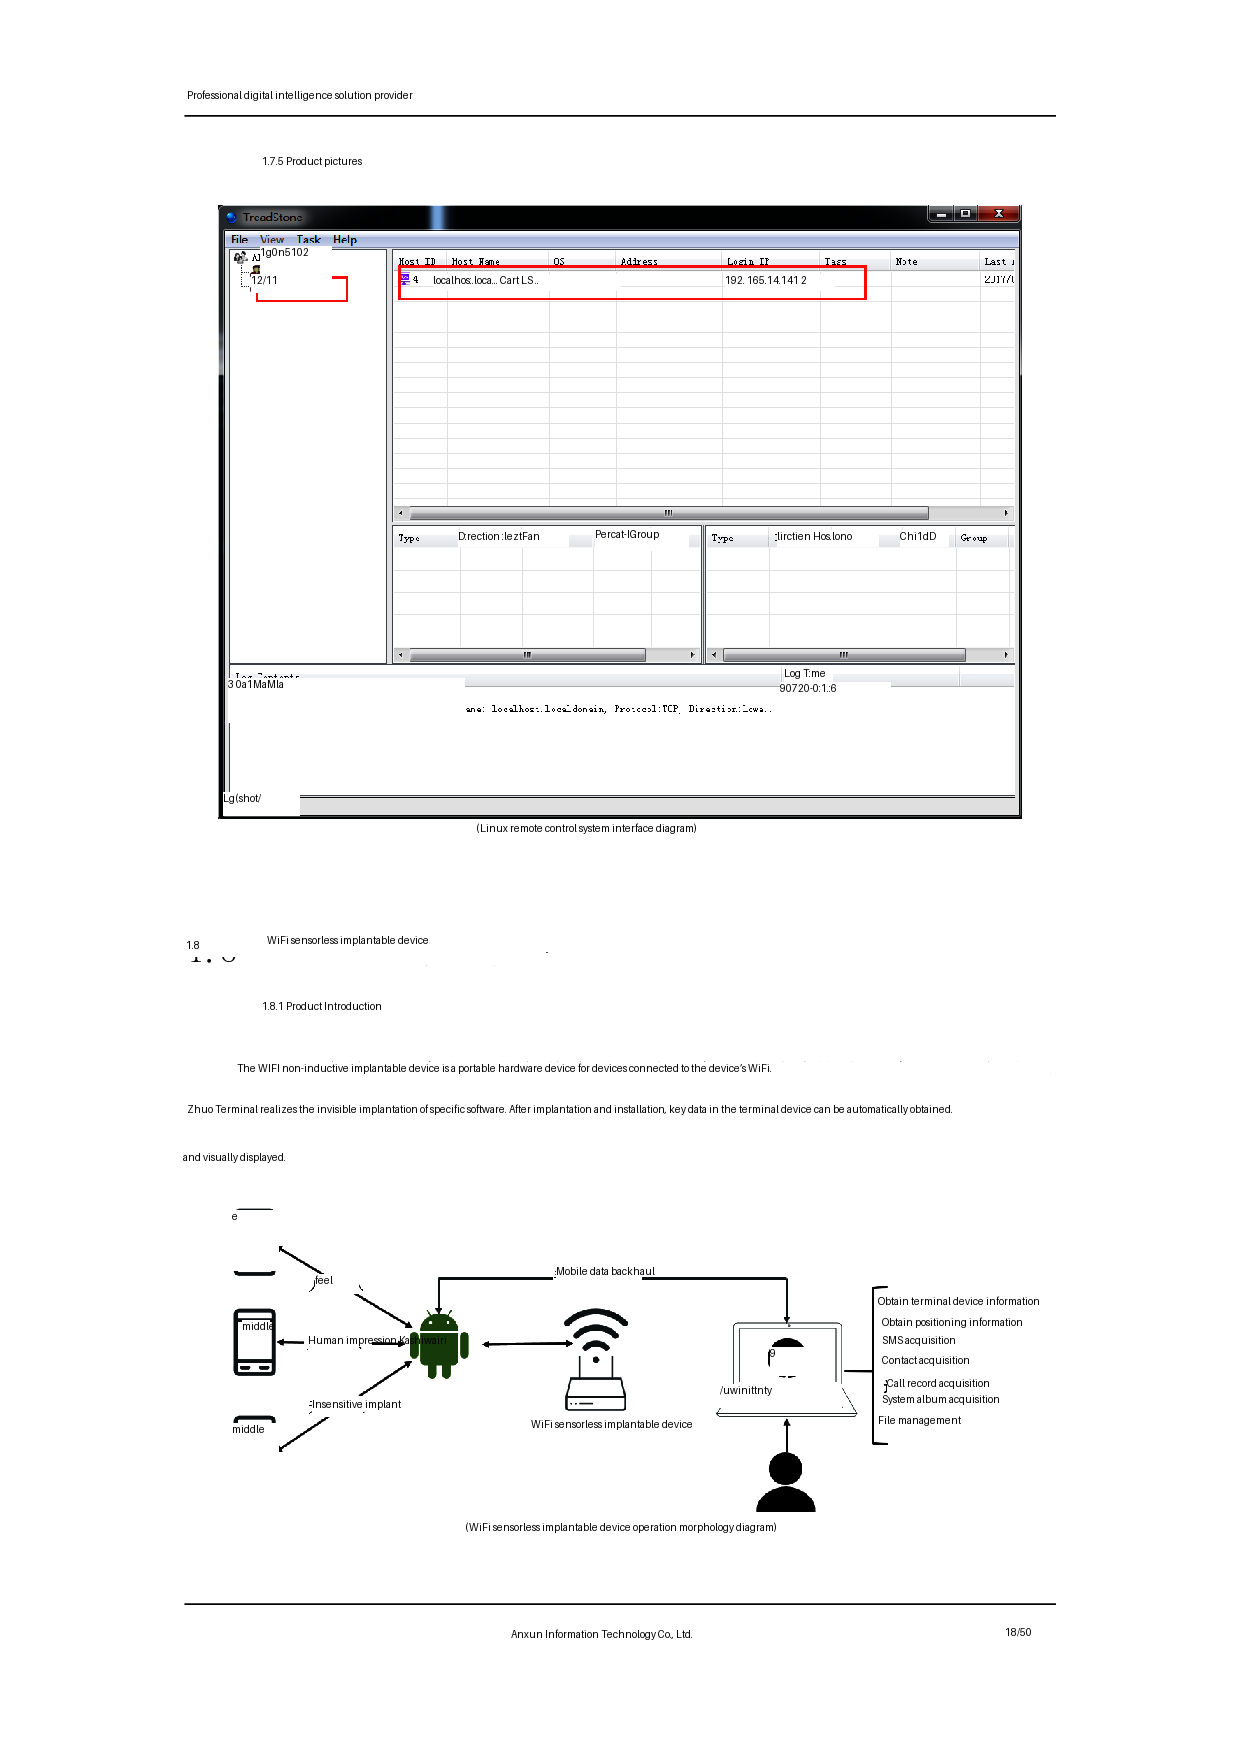 Professional digital intelligence solution provider
1.7.5 Product pictures
TreadStone
File View Task Help
1g0n5102
12/11
Host ID Host Name OS Address Login IP Tags Note Last
4 localhos:.loca... Cart LS.. 192. 165.14.141 2
Type D:rection :leztFan Percat-IGroup
Type Hos.lono Chi1dD Group
Log Contents Log T:me
3 0a1MaMla 90720-0:1.:6
ame: localhost.localdomain, Protocol:TCP, Direction:Lowe..
Lg(shot/
(Linux remote control system interface diagram)
1.8 WiFi sensorless implantable device
1.8.1 Product Introduction
The WIFI non-inductive implantable device is a portable hardware device for devices connected to the device's WiFi.
Zhuo Terminal realizes the invisible implantation of specific software. After implantation and installation, key data in the terminal device can be automatically obtained.
and visually displayed.
e
feel
:Mobile data backhaul
middle
Human impression Kashiwairi
Insensitive implant
middle
WiFi sensorless implantable device
9
/uwinittnty
Obtain terminal device information
Obtain positioning information
SMS acquisition
Contact acquisition
Call record acquisition
System album acquisition
File management
(WiFi sensorless implantable device operation morphology diagram)
Anxun Information Technology Co., Ltd.
18/50